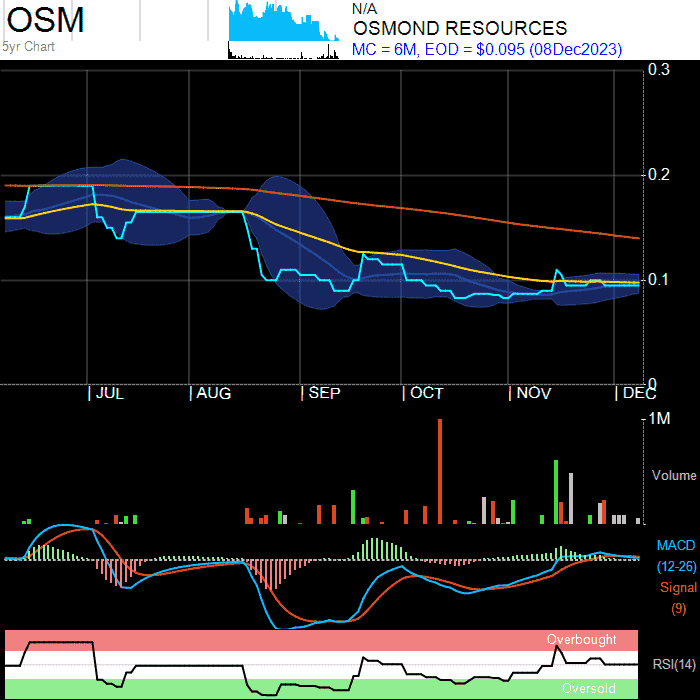 OSM
5yr Chart
N/A
OSMOND RESOURCES
MC = 6M, EOD = $0.095 (08Dec2023)
0.3
0.2
0.1
0
JUL
AUG
SEP
OCT
NOV
DEC
1M
Volume
MACD
(12-26)
Signal
(9)
Overbought
RSI(14)
Oversold